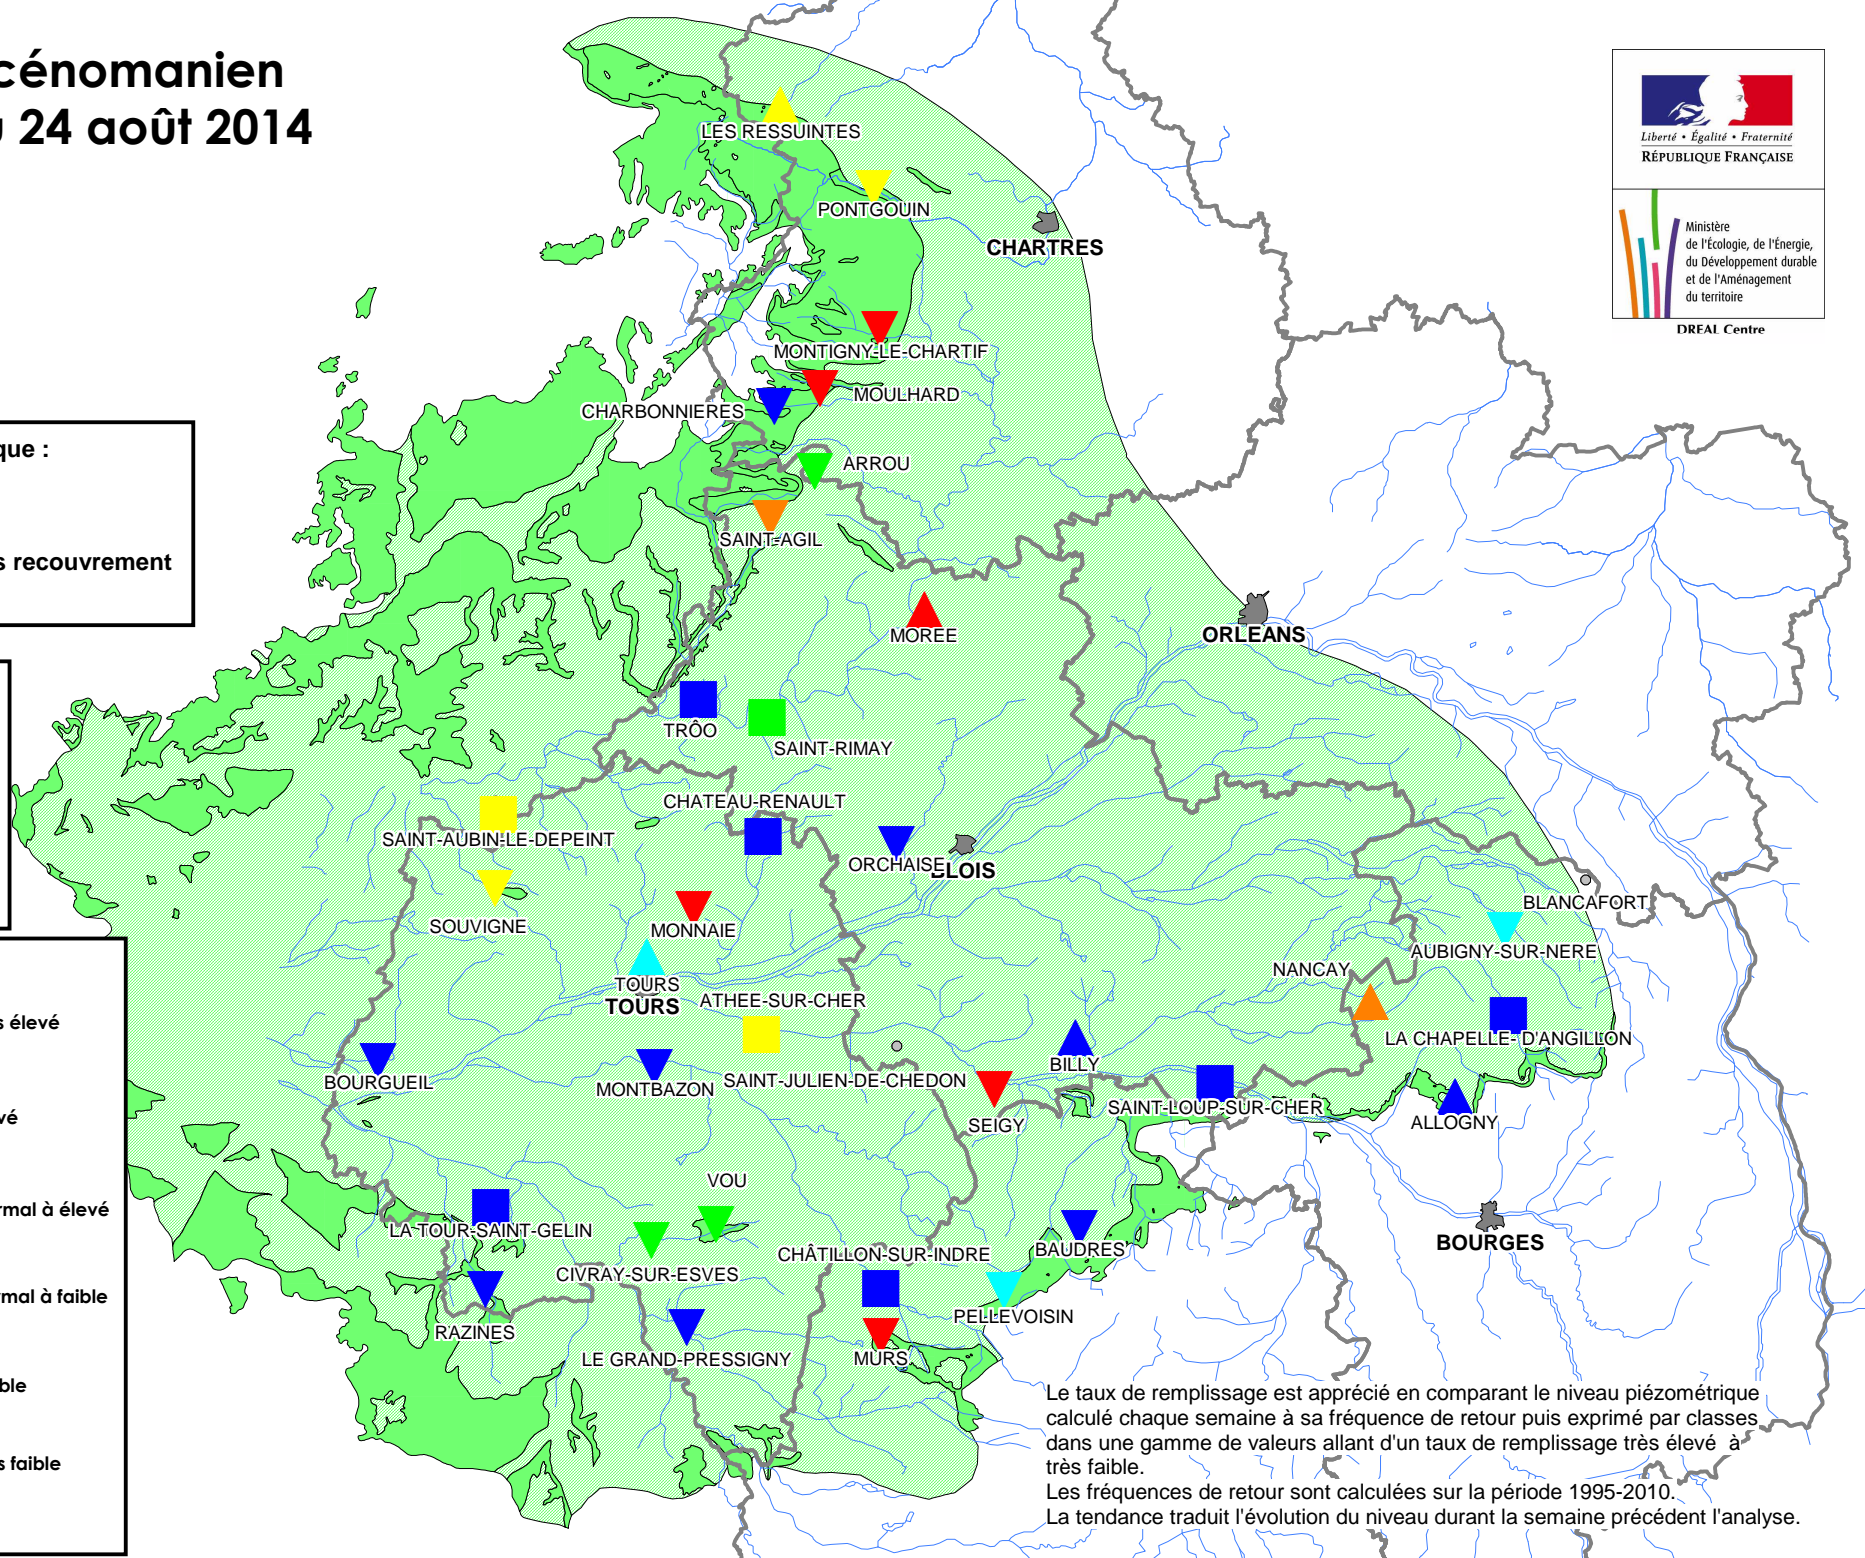 cénomanien
24 août 2014
Liberté • Égalité • Fraternité
RÉPUBLIQUE FRANÇAISE
Ministère
de l'Écologie, de l'Énergie,
du Développement durable
et de l'Aménagement
du territoire
DREAL Centre
LES RESSUINTES
PONTGOUIN
CHARTRES
MONTIGNY-LE-CHARTIF
MOULHARD
CHARBONNIERES
que :
ARROU
SAINT-AGIL
s recouvrement
MOREE
ORLEANS
TRÔO
SAINT-RIMAY
CHATEAU-RENAULT
SAINT-AUBIN-LE-DEPEINT
ORCHAISE
BLOIS
BLANCAFORT
SOUVIGNE
MONNAIE
AUBIGNY-SUR-NERE
NANCAY
TOURS
TOURS
ATHEE-SUR-CHER
s élevé
LA CHAPELLE- D'ANGILLON
BILLY
BOURGUEIL
MONTBAZON
SAINT-JULIEN-DE-CHEDON
SAINT-LOUP-SUR-CHER
vé
SEIGY
ALLOGNY
VOU
rmal à élevé
LA TOUR-SAINT-GELIN
BOURGES
CHÂTILLON-SUR-INDRE
BAUDRES
CIVRAY-SUR-ESVES
rmal à faible
PELLEVOISIN
RAZINES
LE GRAND-PRESSIGNY
MURS
ble
s faible
Le taux de remplissage est apprécié en comparant le niveau piézométrique
calculé chaque semaine à sa fréquence de retour puis exprimé par classes
dans une gamme de valeurs allant d'un taux de remplissage très élevé à
très faible.
Les fréquences de retour sont calculées sur la période 1995-2010.
La tendance traduit l'évolution du niveau durant la semaine précédent l'analyse.